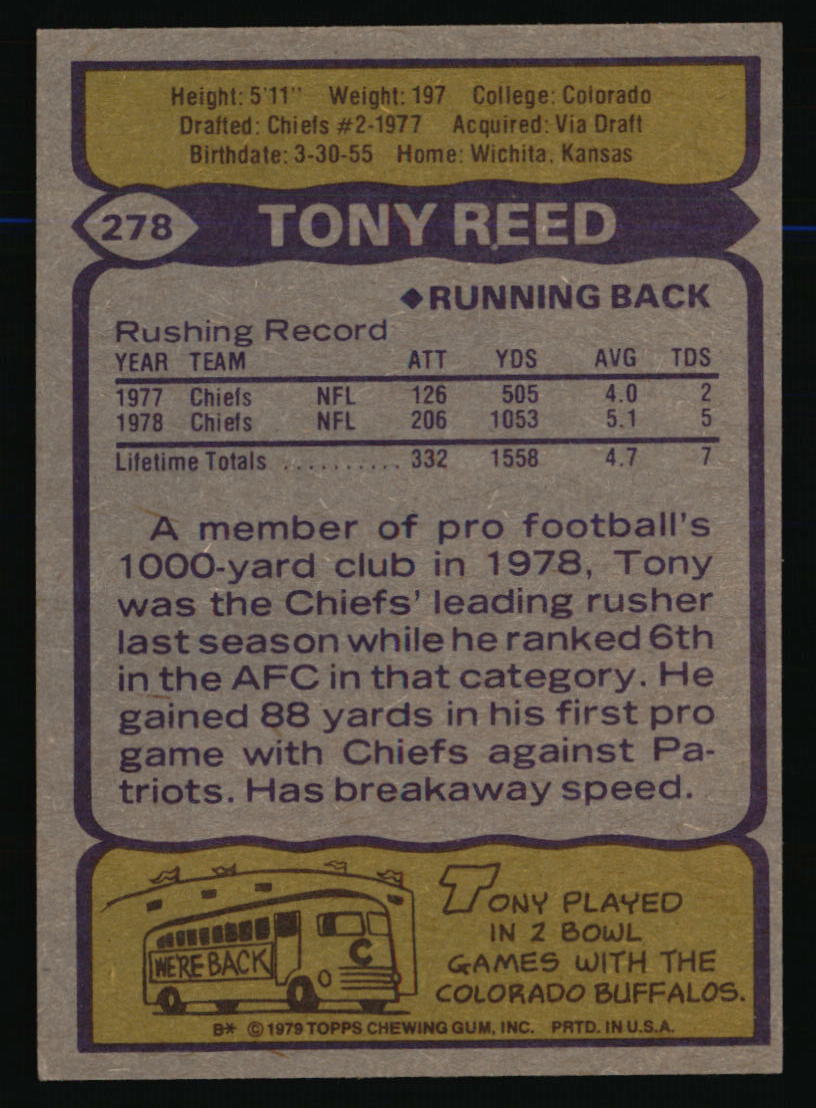 Height: 5'11" Weight: 197 College: Colorado
Drafted: Chiefs #2-1977 Acquired: Via Draft
Birthdate: 3-30-55 Home: Wichita, Kansas
278 TONY REED
◆RUNNING BACK
Rushing Record
YEAR TEAM ATT YDS AVG TDS
1977 Chiefs NFL 126 505 4.0 2
1978 Chiefs NFL 206 1053 5.1 5
Lifetime Totals .......... 332 1558 4.7 7
A member of pro football's
1000-yard club in 1978, Tony
was the Chiefs' leading rusher
last season while he ranked 6th
in the AFC in that category. He
gained 88 yards in his first pro
game with Chiefs against Pa-
triots. Has breakaway speed.
WE'RE BACK
C
TONY PLAYED
IN 2 BOWL
GAMES WITH THE
COLORADO BUFFALOS.
B* © 1979 TOPPS CHEWING GUM, INC. PRTD. IN U.S.A.